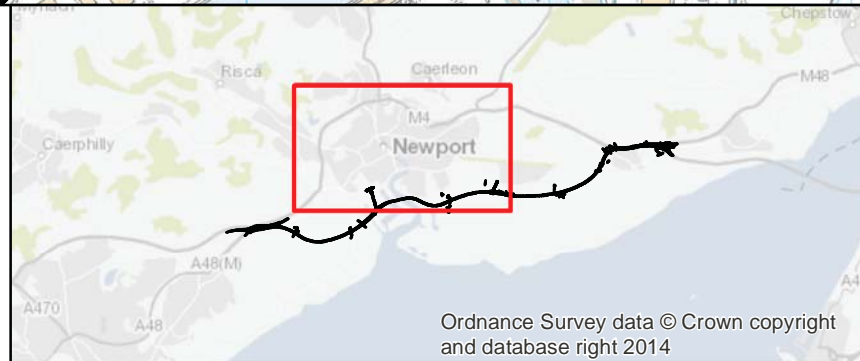 Chepstow
Risca
Caerleon
M48
M4
Caerphilly
Newport
A48(M)
A470
A48
Ordnance Survey data © Crown copyright
and database right 2014